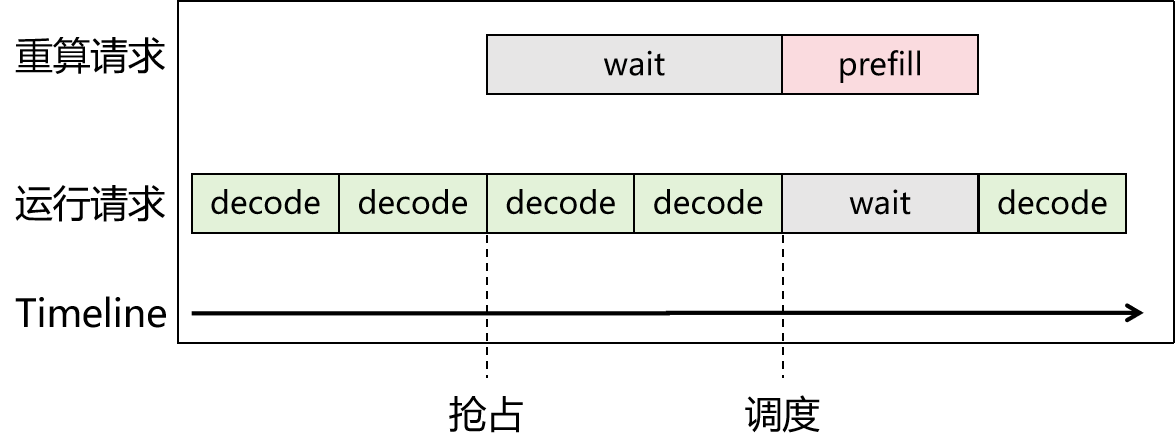 重算请求 wait prefill
运行请求 decode decode decode decode wait decode
Timeline
抢占 调度